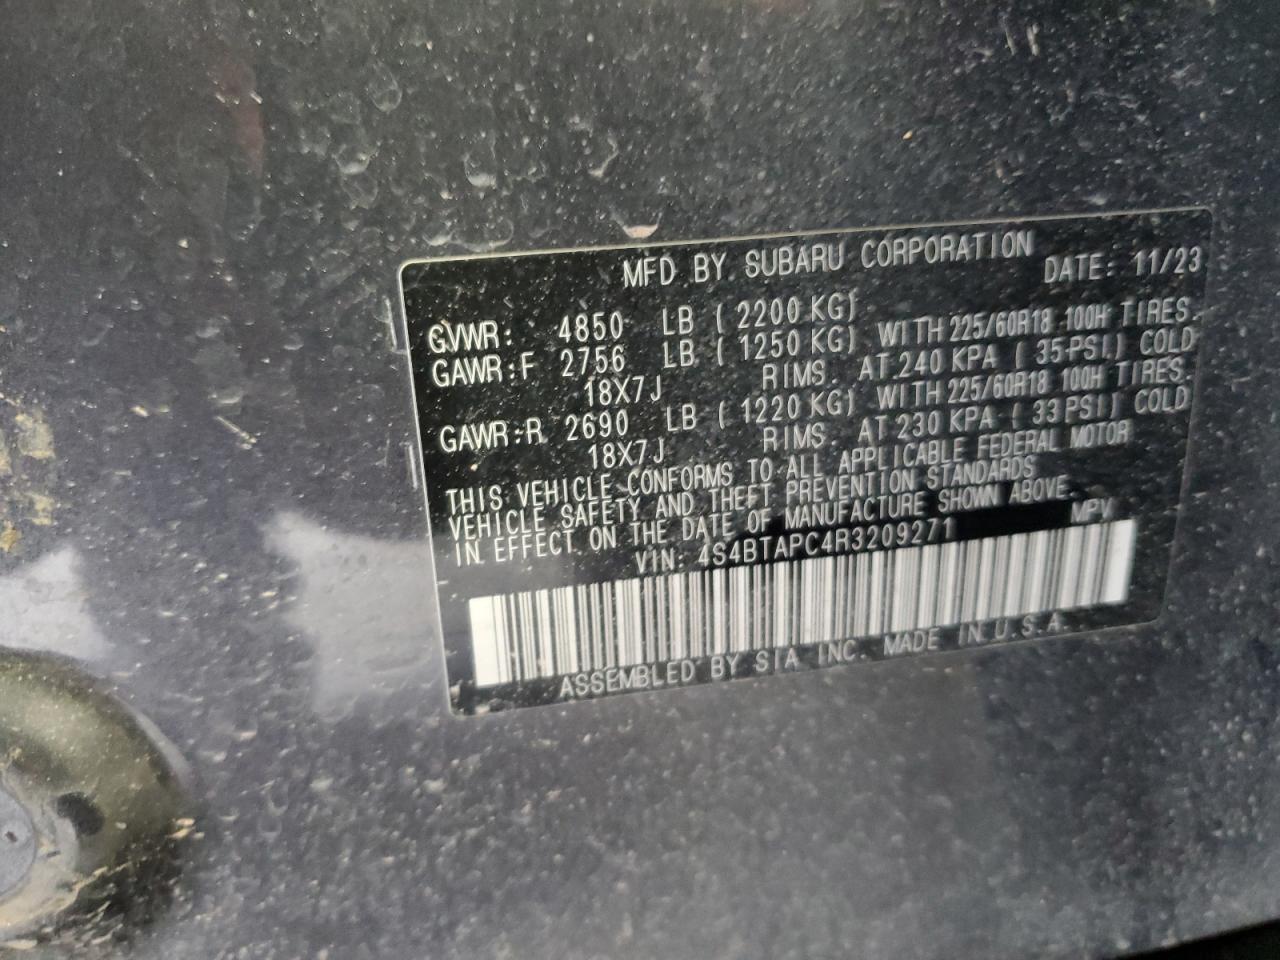 MFD BY SUBARU CORPORATION
DATE: 11/23
GVWR: 4850 LB ( 2200 KG)
GAWR:F 2756 LB ( 1250 KG) WITH 225/60R18 100H TIRES.
18X7J RIMS. AT 240 KPA ( 35PSI) COLD
GAWR:R 2690 LB ( 1220 KG) WITH 225/60R18 100H TIRES.
18X7J RIMS. AT 230 KPA ( 33PSI) COLD
THIS VEHICLE CONFORMS TO ALL APPLICABLE FEDERAL MOTOR
VEHICLE SAFETY AND THEFT PREVENTION STANDARDS
IN EFFECT ON THE DATE OF MANUFACTURE SHOWN ABOVE.
VIN: 4S4BTAPC4R3209271 MPV
ASSEMBLED BY SIA INC. MADE IN U.S.A.